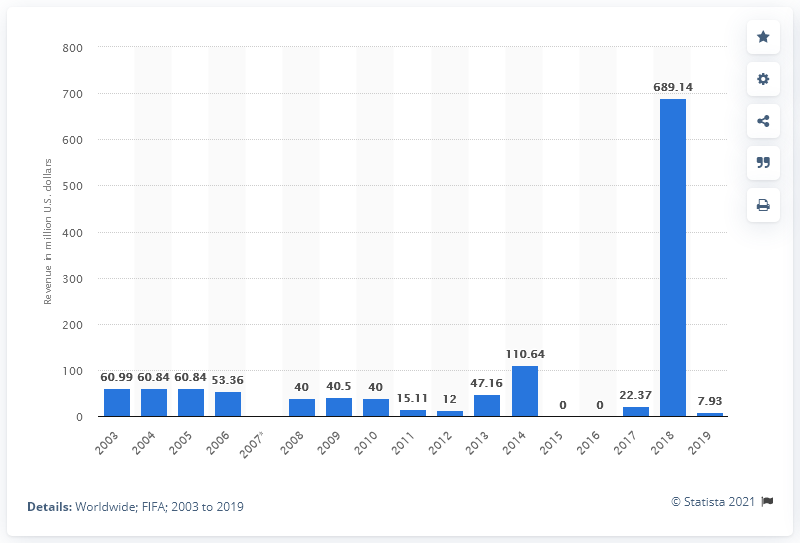 800
700
600
500
400
300
200
100
0
Revenue in million U.S. dollars
60.99 60.84 60.84 53.36 40 40.5 40 15.11 12 47.16 110.64 0 0 22.37 689.14 7.93
2003 2004 2005 2006 2007* 2008 2009 2010 2011 2012 2013 2014 2015 2016 2017 2018 2019
Details: Worldwide; FIFA; 2003 to 2019
© Statista 2021